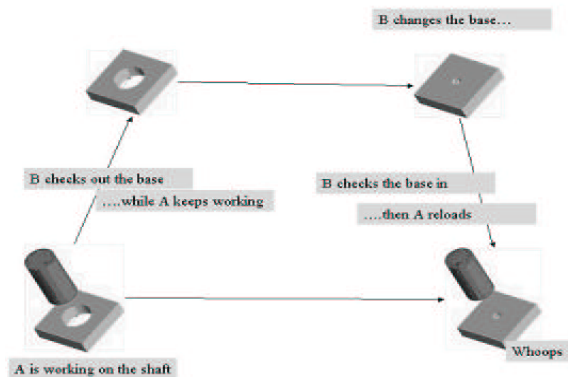 B changes the base…
B checks out the base
….while A keeps working
B checks the base in
….then A reloads
A is working on the shaft
Whoops